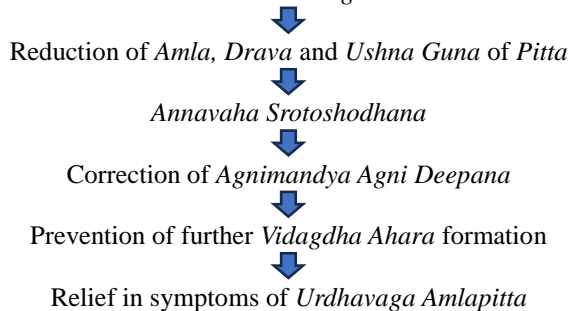 Reduction of Amla, Drava and Ushna Guna of Pitta
Annavaha Srotoshodhana
Correction of Agnimandya Agni Deepana
Prevention of further Vidagdha Ahara formation
Relief in symptoms of Urdhavaga Amlapitta